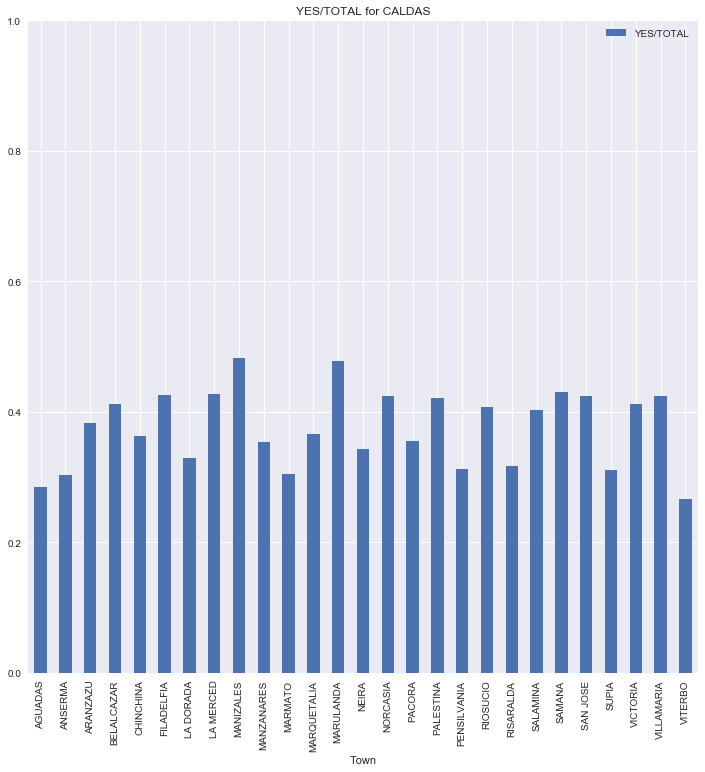 YES/TOTAL for CALDAS
YES/TOTAL
1.0
0.8
0.6
0.4
0.2
0.0
AGUADAS
ANSERMA
ARANZAZU
BELALCAZAR
CHINCHINA
FILADELFIA
LA DORADA
LA MERCED
MANIZALES
MANZANARES
MARMATO
MARQUETALIA
MARULANDA
NEIRA
NORCASIA
PACORA
PALESTINA
PENSILVANIA
RIOSUCIO
RISARALDA
SALAMINA
SAMANA
SAN JOSE
SUPIA
VICTORIA
VILLAMARIA
VITERBO
Town